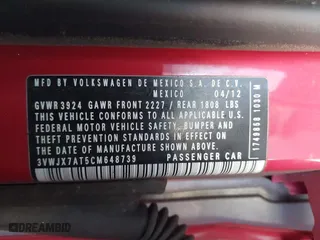 MFD. BY VOLKSWAGEN DE MEXICO S.A. DE C.V.
MEXICO 04/12
GVWR 3924 GAWR FRONT 2227 / REAR 1808 LBS
THIS VEHICLE CONFORMS TO ALL APPLICABLE
FEDERAL MOTOR VEHICLE SAFETY, BUMPER AND
THEFT PREVENTION STANDARDS IN EFFECT
ON THE DATE OF MANUFACTURE SHOWN ABOVE
3VWJX7AT5CM648739 PASSENGER CAR
1749868 1030 M